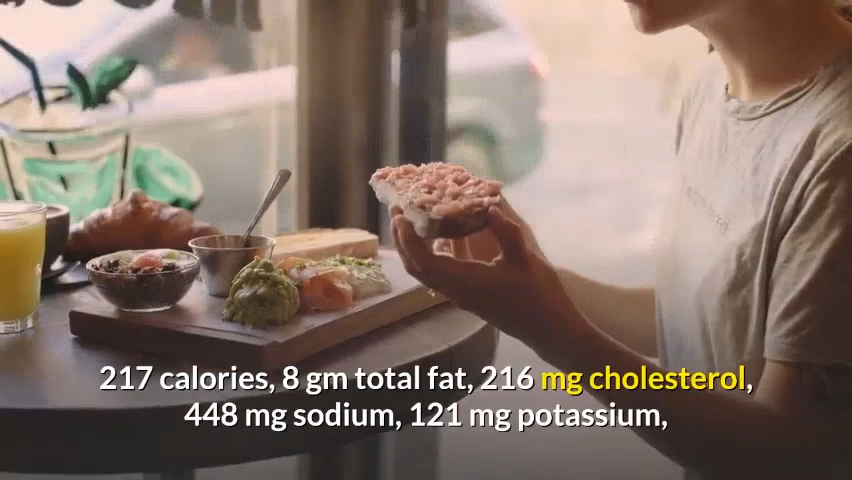 217 calories, 8 gm total fat, 216 mg cholesterol,
448 mg sodium, 121 mg potassium,